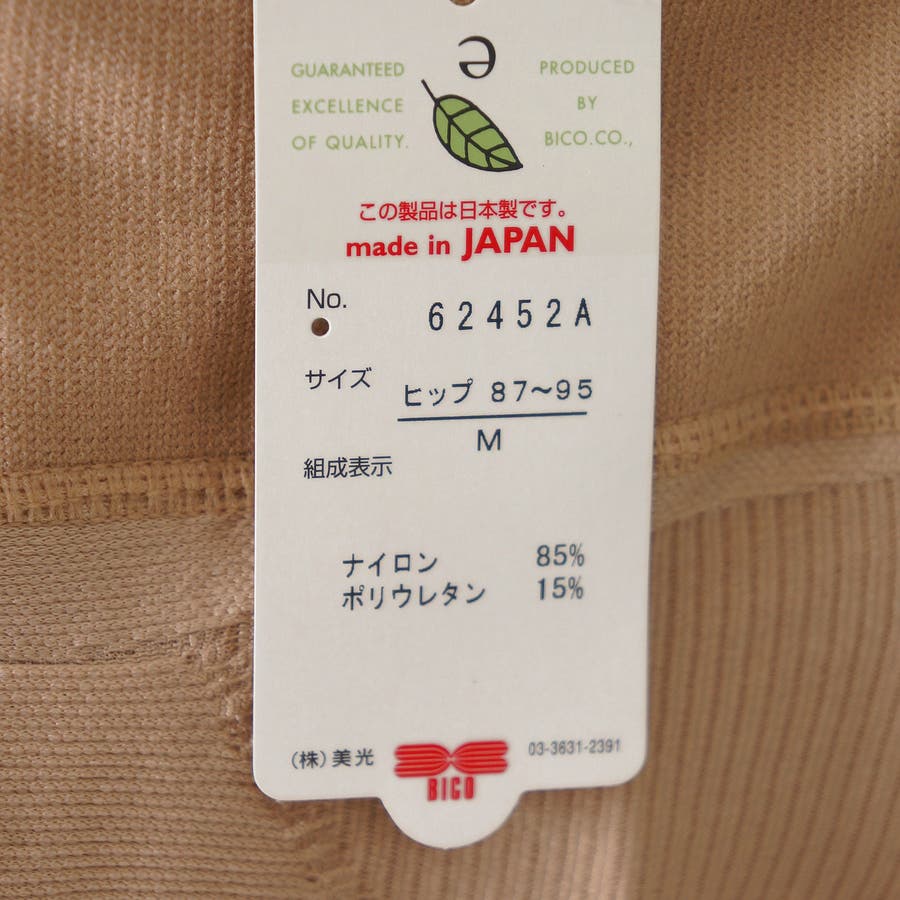 e
GUARANTEED
EXCELLENCE
OF QUALITY.
PRODUCED
BY
BICO.CO.,
この製品は日本製です。
made in JAPAN
No. 62452A
サイズ ヒップ 87〜95
M
組成表示
ナイロン 85%
ポリウレタン 15%
(株)美光 BICO 03-3631-2391